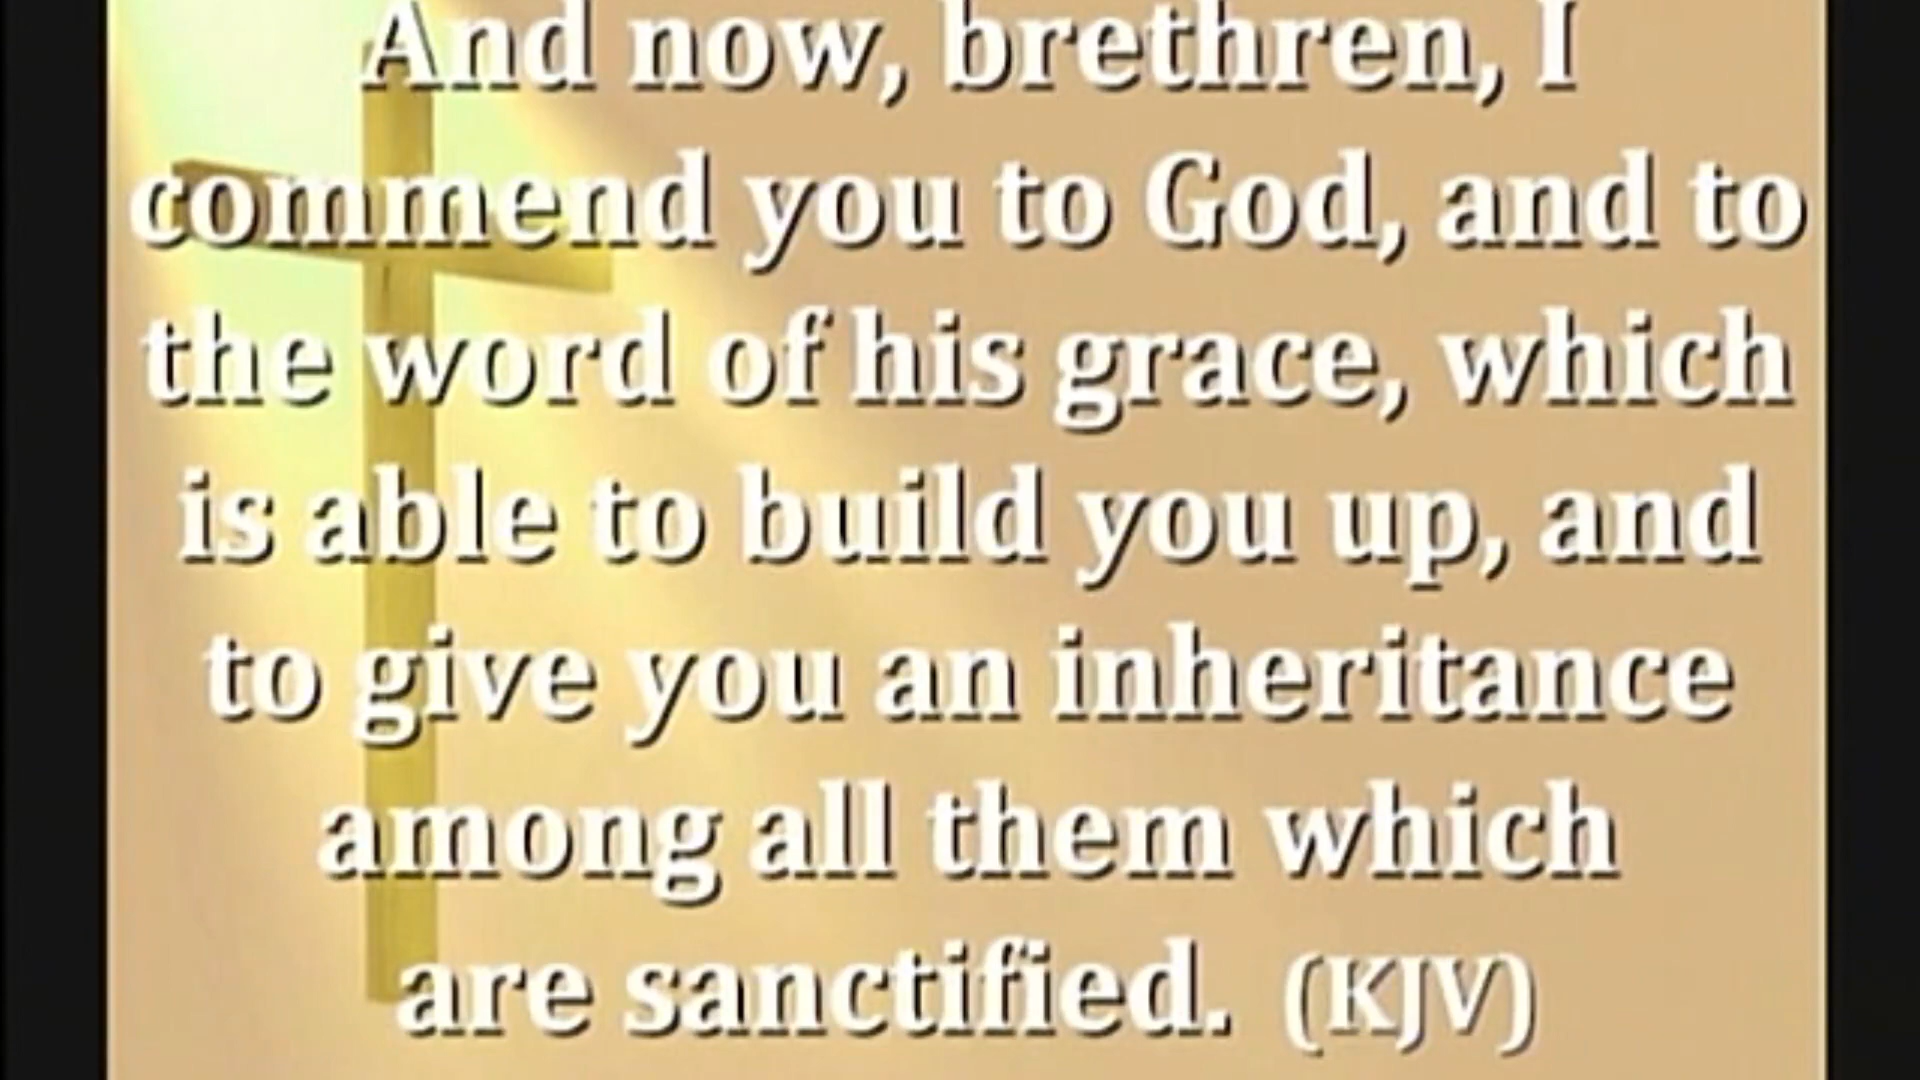 And now, brethren, I
commend you to God, and to
the word of his grace, which
is able to build you up, and
to give you an inheritance
among all them which
are sanctified. (KJV)